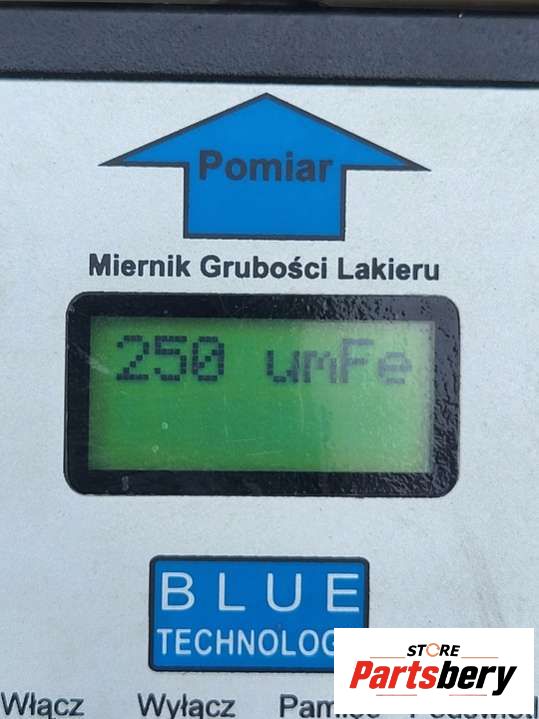 Pomiar
Miernik Grubości Lakieru
250 umFe
BLUE
STORE
Partsbery
Włącz Wyłącz